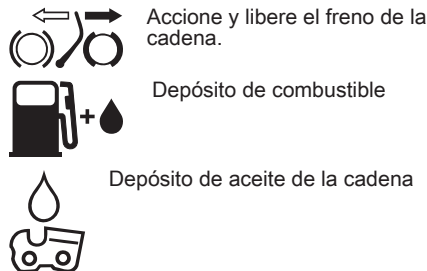 Accione y libere el freno de la
cadena.
Depósito de combustible
Depósito de aceite de la cadena